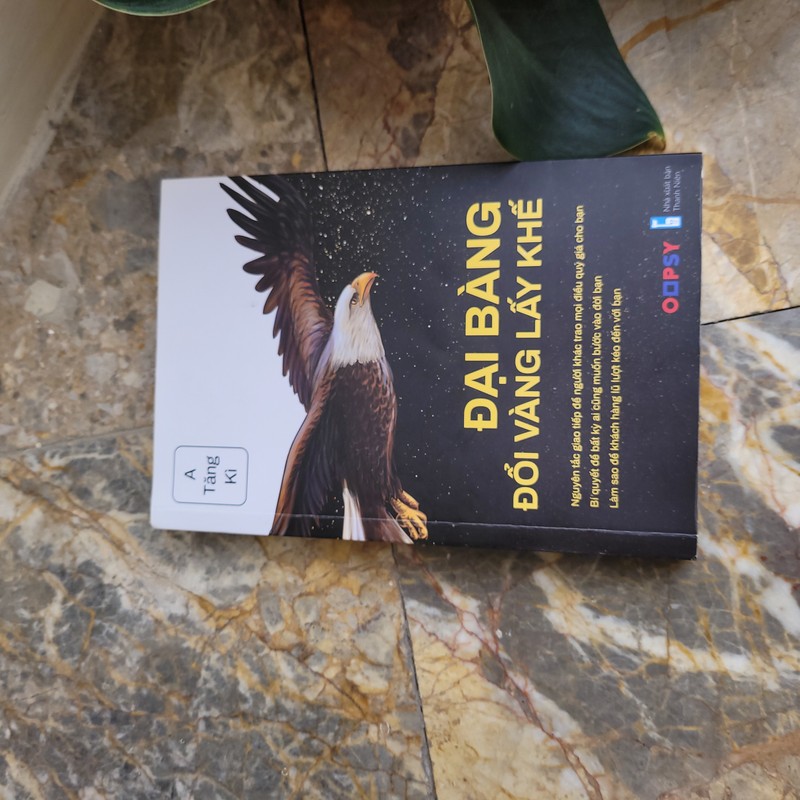 A
Tăng
Kì
ĐẠI BÀNG
ĐỔI VÀNG LẤY KHẾ
Nguyên tắc giao tiếp để người khác trao mọi điều quý giá cho bạn
Bí quyết để bất kỳ ai cũng muốn bước vào đời bạn
Làm sao để khách hàng lũ lượt kéo đến với bạn
OOPSY
Nhà xuất bản
Thanh Niên